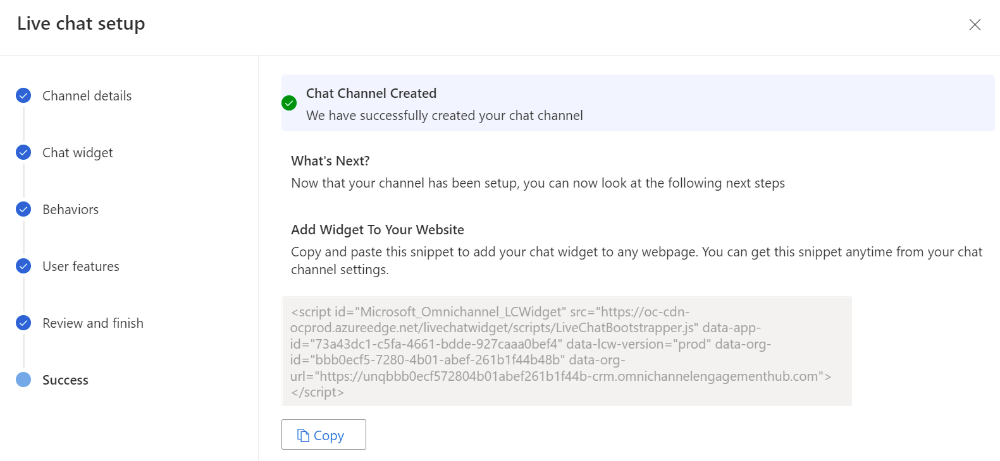 Live chat setup
Channel details
Chat widget
Behaviors
User features
Review and finish
Success
Chat Channel Created
We have successfully created your chat channel
What's Next?
Now that your channel has been setup, you can now look at the following next steps
Add Widget To Your Website
Copy and paste this snippet to add your chat widget to any webpage. You can get this snippet anytime from your chat
channel settings.
<script id="Microsoft_Omnichannel_LCWidget" src="https://oc-cdn-
ocprod.azureedge.net/livechatwidget/scripts/LiveChatBootstrapper.js" data-app-
id="73a43dc1-c5fa-4661-bdde-927caaa0bef4" data-lcw-version="prod" data-org-
id="bbb0ecf5-7280-4b01-abef-261b1f44b48b" data-org-
url="https://unqbbb0ecf572804b01abef261b1f44b-crm.omnichannelengagementhub.com">
</script>
Copy